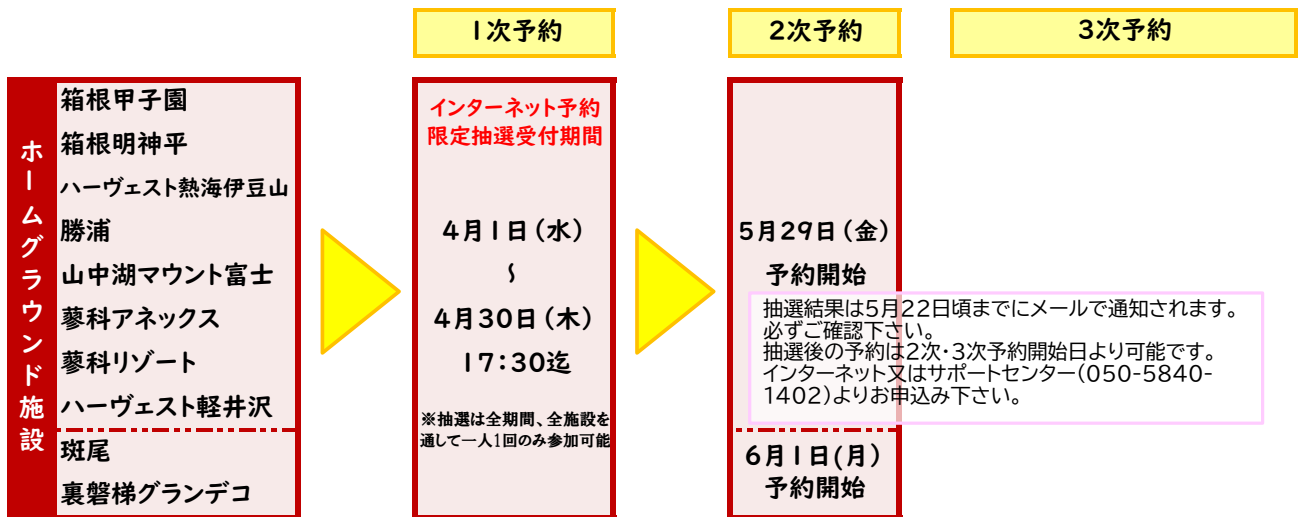 1次予約
2次予約
3次予約
ホームグラウンド施設
箱根甲子園
箱根明神平
ハーヴェスト熱海伊豆山
勝浦
山中湖マウント富士
蓼科アネックス
蓼科リゾート
ハーヴェスト軽井沢
斑尾
裏磐梯グランデコ
インターネット予約
限定抽選受付期間
4月1日(水)
～
4月30日(木)
17:30迄
※抽選は全期間、全施設を
通して一人1回のみ参加可能
5月29日(金)
予約開始
抽選結果は5月22日頃までにメールで通知されます。
必ずご確認下さい。
抽選後の予約は2次・3次予約開始日より可能です。
インターネット又はサポートセンター(050-5840-
1402)よりお申込み下さい。
6月1日(月)
予約開始